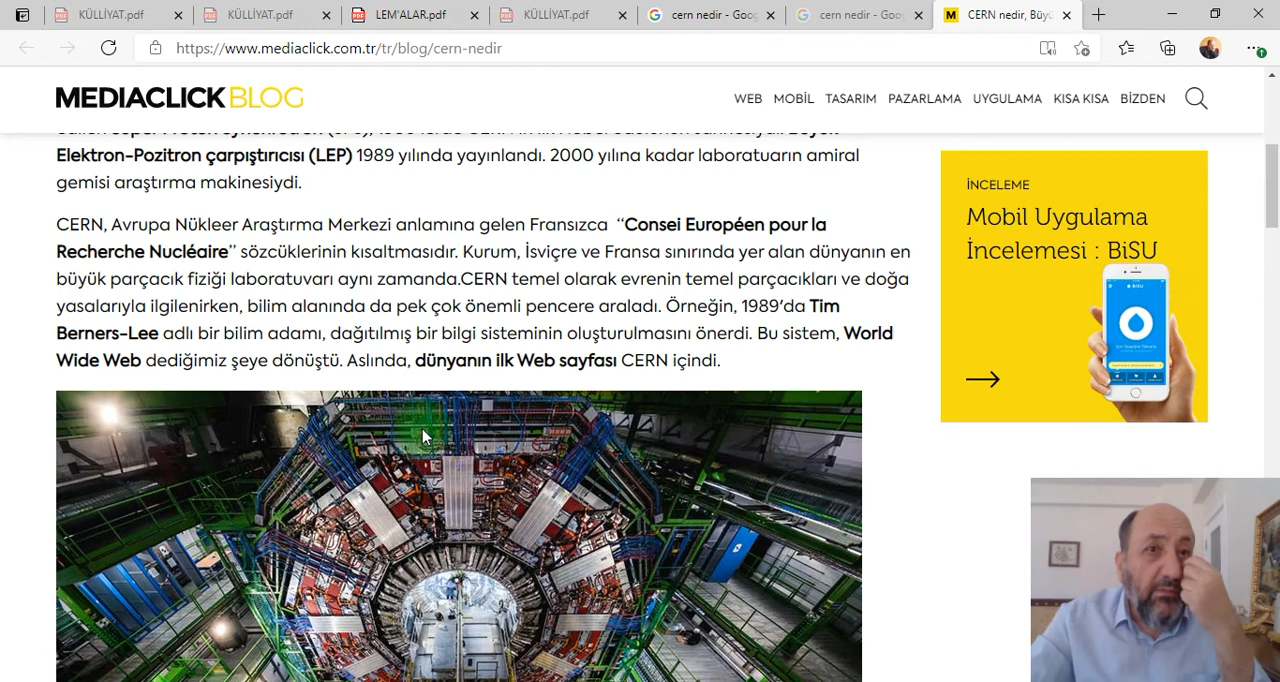 KÜLLİYAT.pdf
KÜLLİYAT.pdf
LEM'ALAR.pdf
KÜLLİYAT.pdf
cern nedir - Goog
cern nedir - Goog
CERN nedir, Büyü
https://www.mediaclick.com.tr/tr/blog/cern-nedir
MEDIACLICK BLOG
WEB MOBİL TASARIM PAZARLAMA UYGULAMA KISA KISA BİZDEN
Elektron-Pozitron çarpıştırıcısı (LEP) 1989 yılında yayınlandı. 2000 yılına kadar laboratuarın amiral
gemisi araştırma makinesiydi.
CERN, Avrupa Nükleer Araştırma Merkezi anlamına gelen Fransızca “Consei Européen pour la
Recherche Nucléaire” sözcüklerinin kısaltmasıdır. Kurum, İsviçre ve Fransa sınırında yer alan dünyanın en
büyük parçacık fiziği laboratuvarı aynı zamanda.CERN temel olarak evrenin temel parçacıkları ve doğa
yasalarıyla ilgilenirken, bilim alanında da pek çok önemli pencere araladı. Örneğin, 1989’da Tim
Berners-Lee adlı bir bilim adamı, dağıtılmış bir bilgi sisteminin oluşturulmasını önerdi. Bu sistem, World
Wide Web dediğimiz şeye dönüştü. Aslında, dünyanın ilk Web sayfası CERN içindi.
İNCELEME
Mobil Uygulama
İncelemesi : BiSU